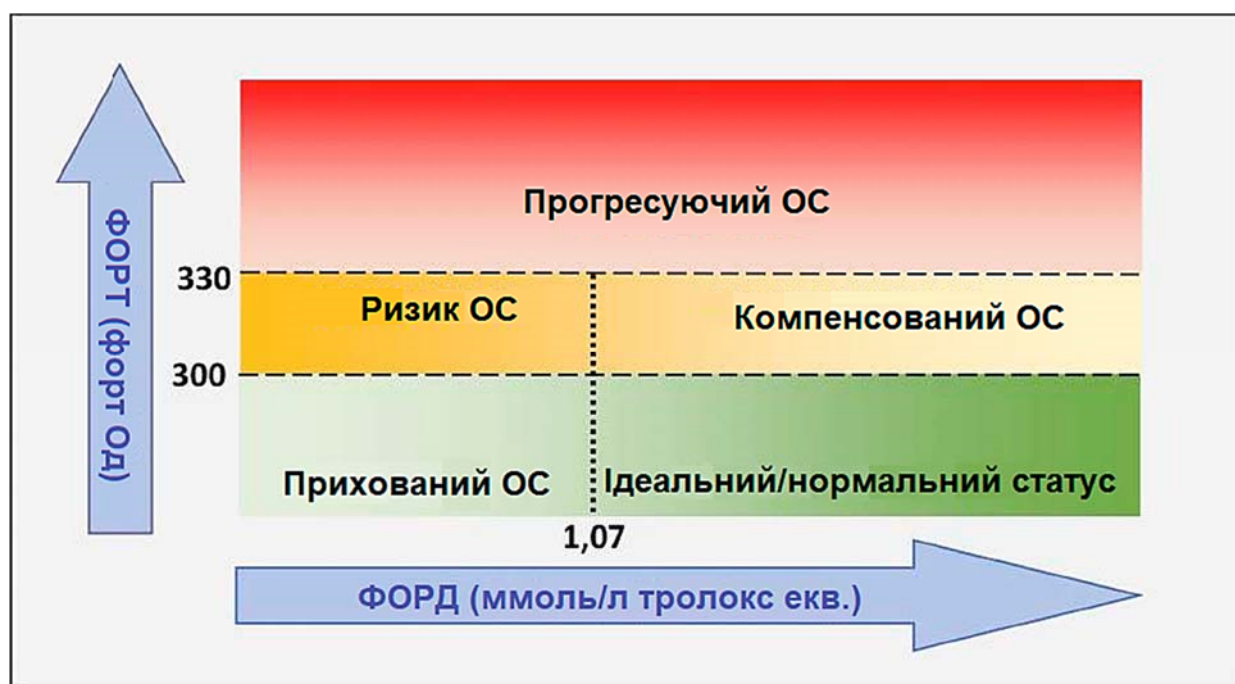 ФОРТ (форт Од)
Прогресуючий ОС
330
Ризик ОС
Компенсований ОС
300
Прихований ОС
Ідеальний/нормальний статус
1,07
ФОРД (ммоль/л тролокс екв.)